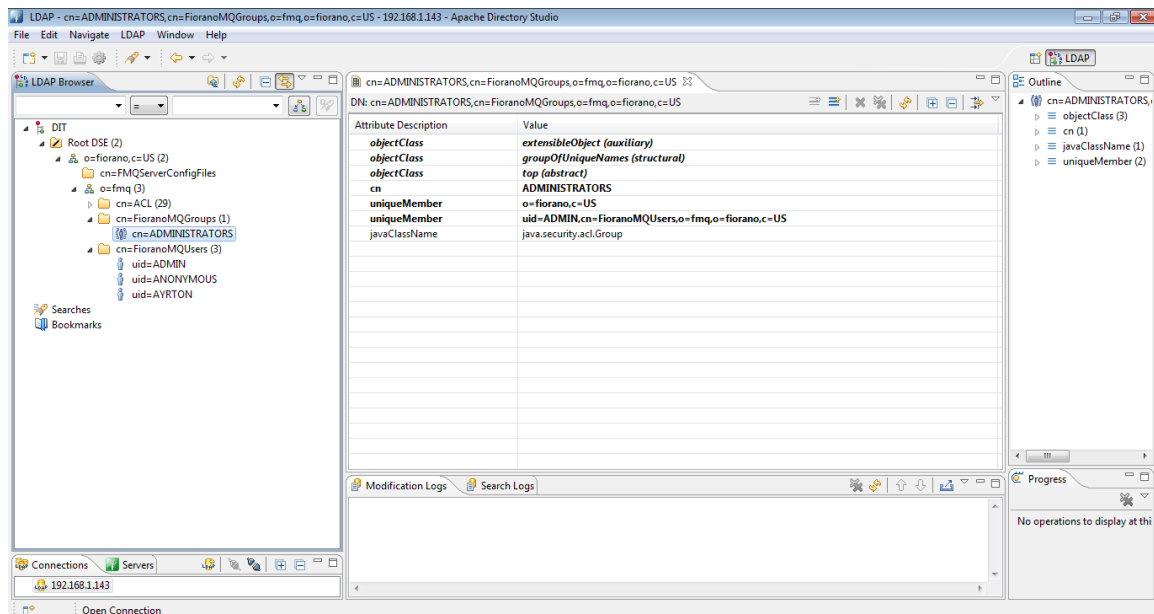 LDAP - cn=ADMINISTRATORS,cn=FioranoMQGroups,o=fmq,o=fiorano,c=US - 192.168.1.143 - Apache Directory Studio
File Edit Navigate LDAP Window Help
LDAP
LDAP Browser
=
DIT
Root DSE (2)
o=fiorano,c=US (2)
cn=FMQServerConfigFiles
o=fmq (3)
cn=ACL (29)
cn=FioranoMQGroups (1)
cn=ADMINISTRATORS
cn=FioranoMQUsers (3)
uid=ADMIN
uid=ANONYMOUS
uid=AYRTON
Searches
Bookmarks
cn=ADMINISTRATORS,cn=FioranoMQGroups,o=fmq,o=fiorano,c=US
DN: cn=ADMINISTRATORS,cn=FioranoMQGroups,o=fmq,o=fiorano,c=US
Attribute Description Value
objectClass extensibleObject (auxiliary)
objectClass groupOfUniqueNames (structural)
objectClass top (abstract)
cn ADMINISTRATORS
uniqueMember o=fiorano,c=US
uniqueMember uid=ADMIN,cn=FioranoMQUsers,o=fmq,o=fiorano,c=US
javaClassName java.security.acl.Group
Outline
cn=ADMINISTRATORS,
objectClass (3)
cn (1)
javaClassName (1)
uniqueMember (2)
Modification Logs Search Logs
Progress
No operations to display at thi
Connections Servers
192.168.1.143
Open Connection